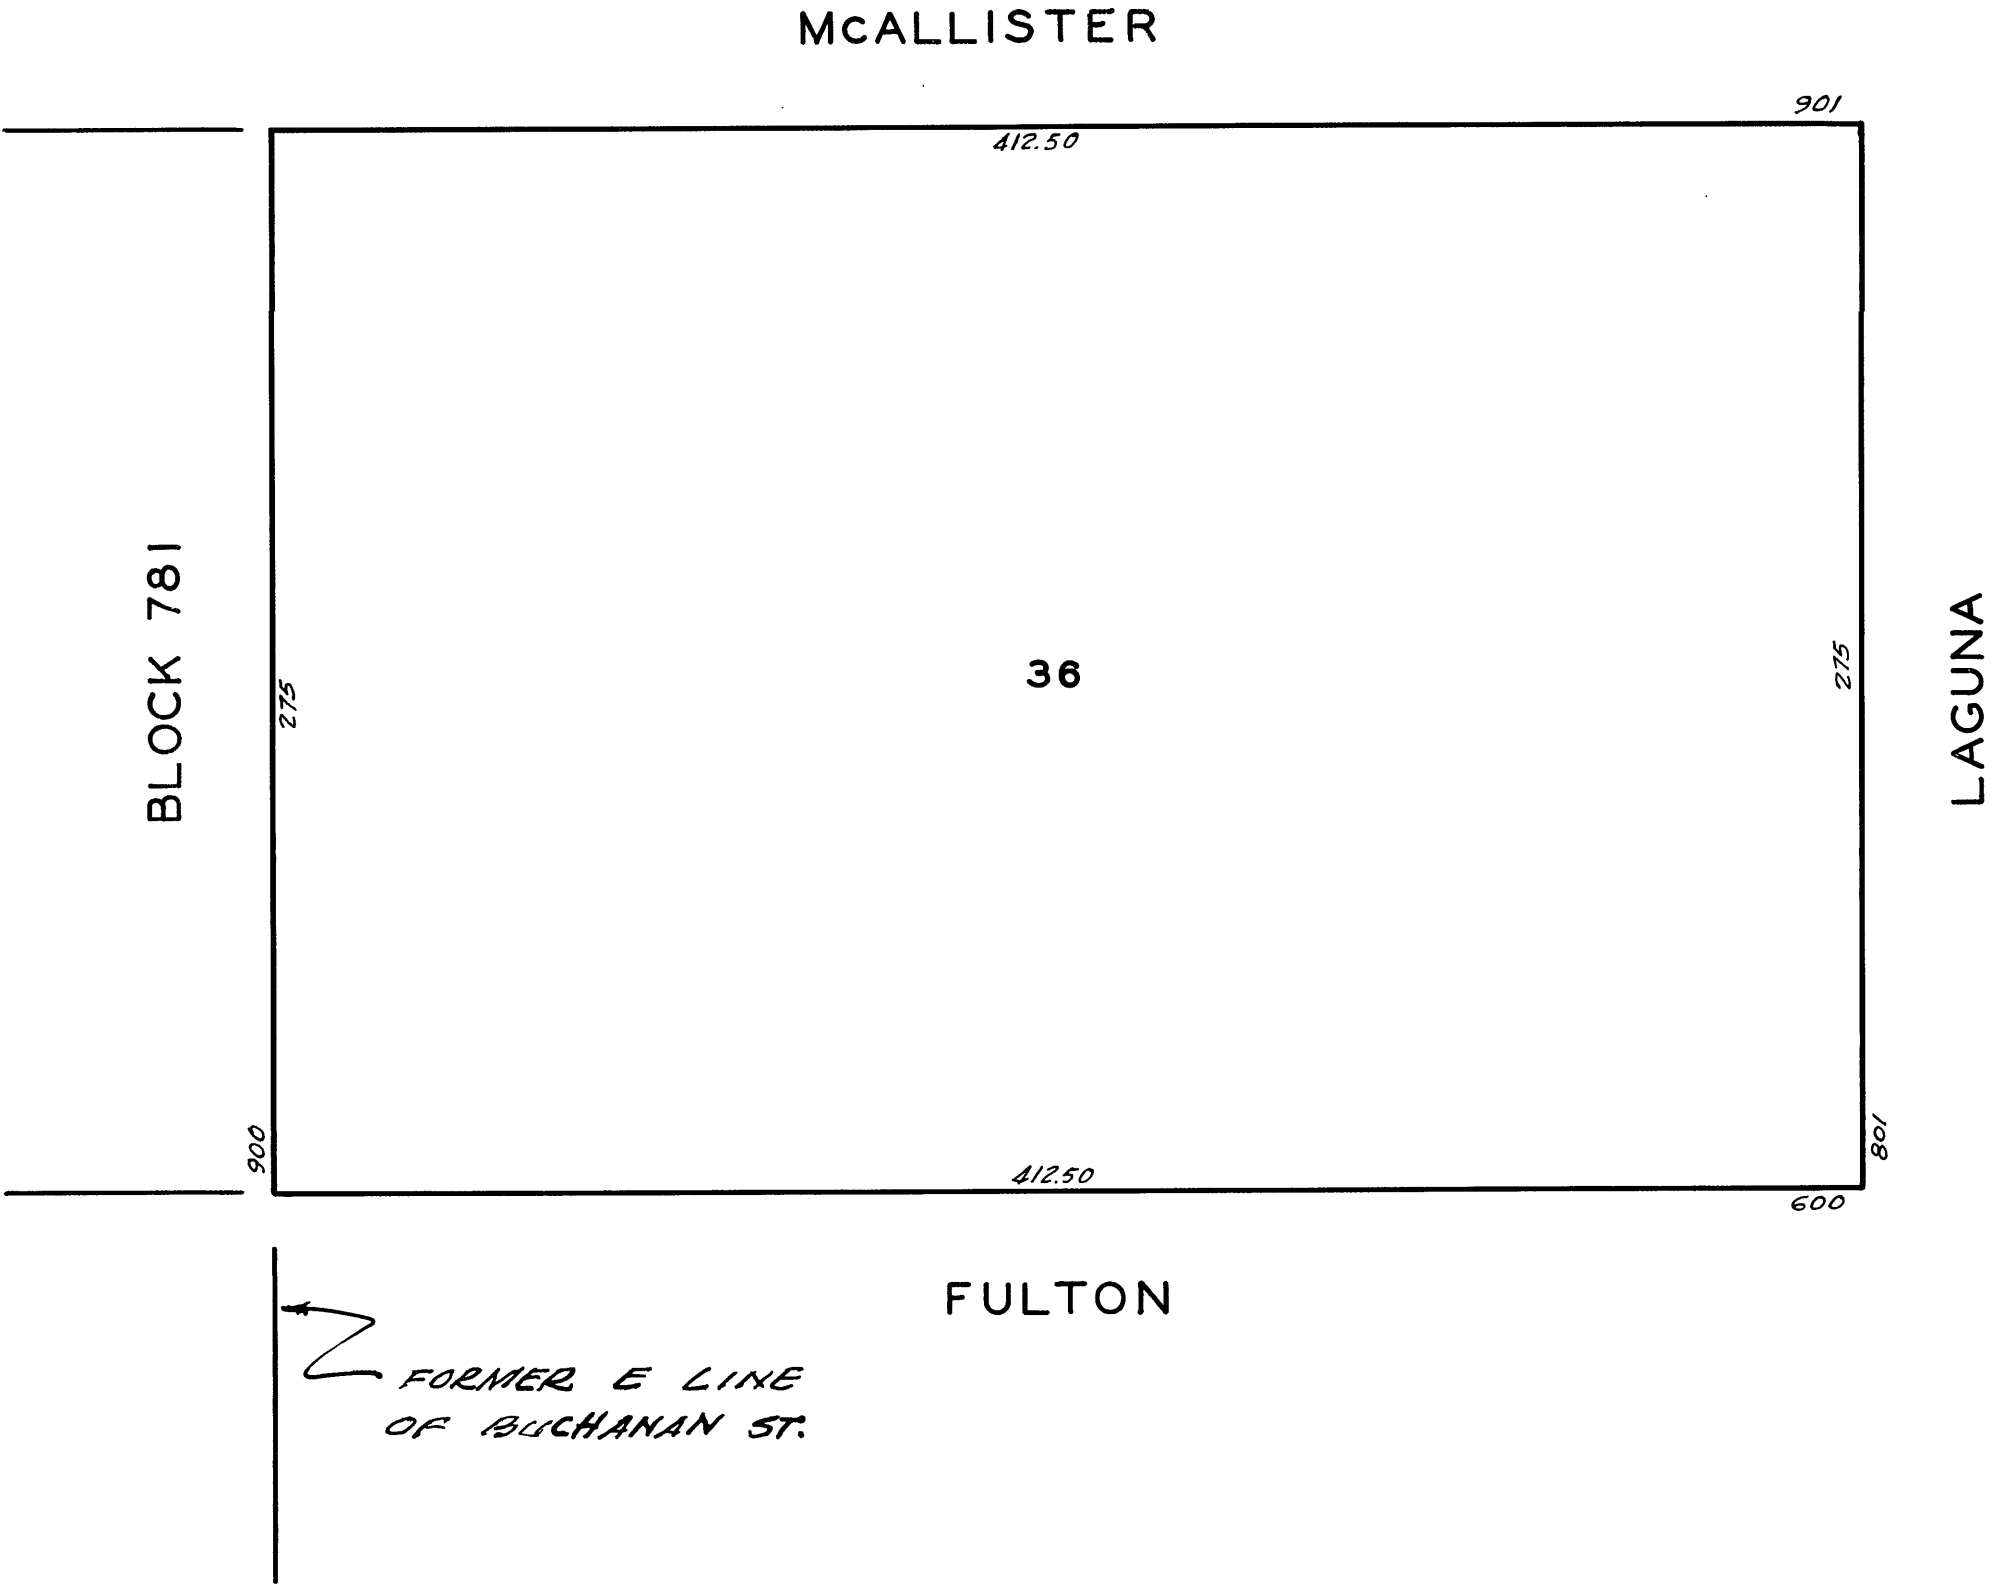 McALLISTER
901
412.50
BLOCK 781
275
36
275
LAGUNA
900
801
412.50
600
FULTON
FORMER E LINE
OF BUCHANAN ST.